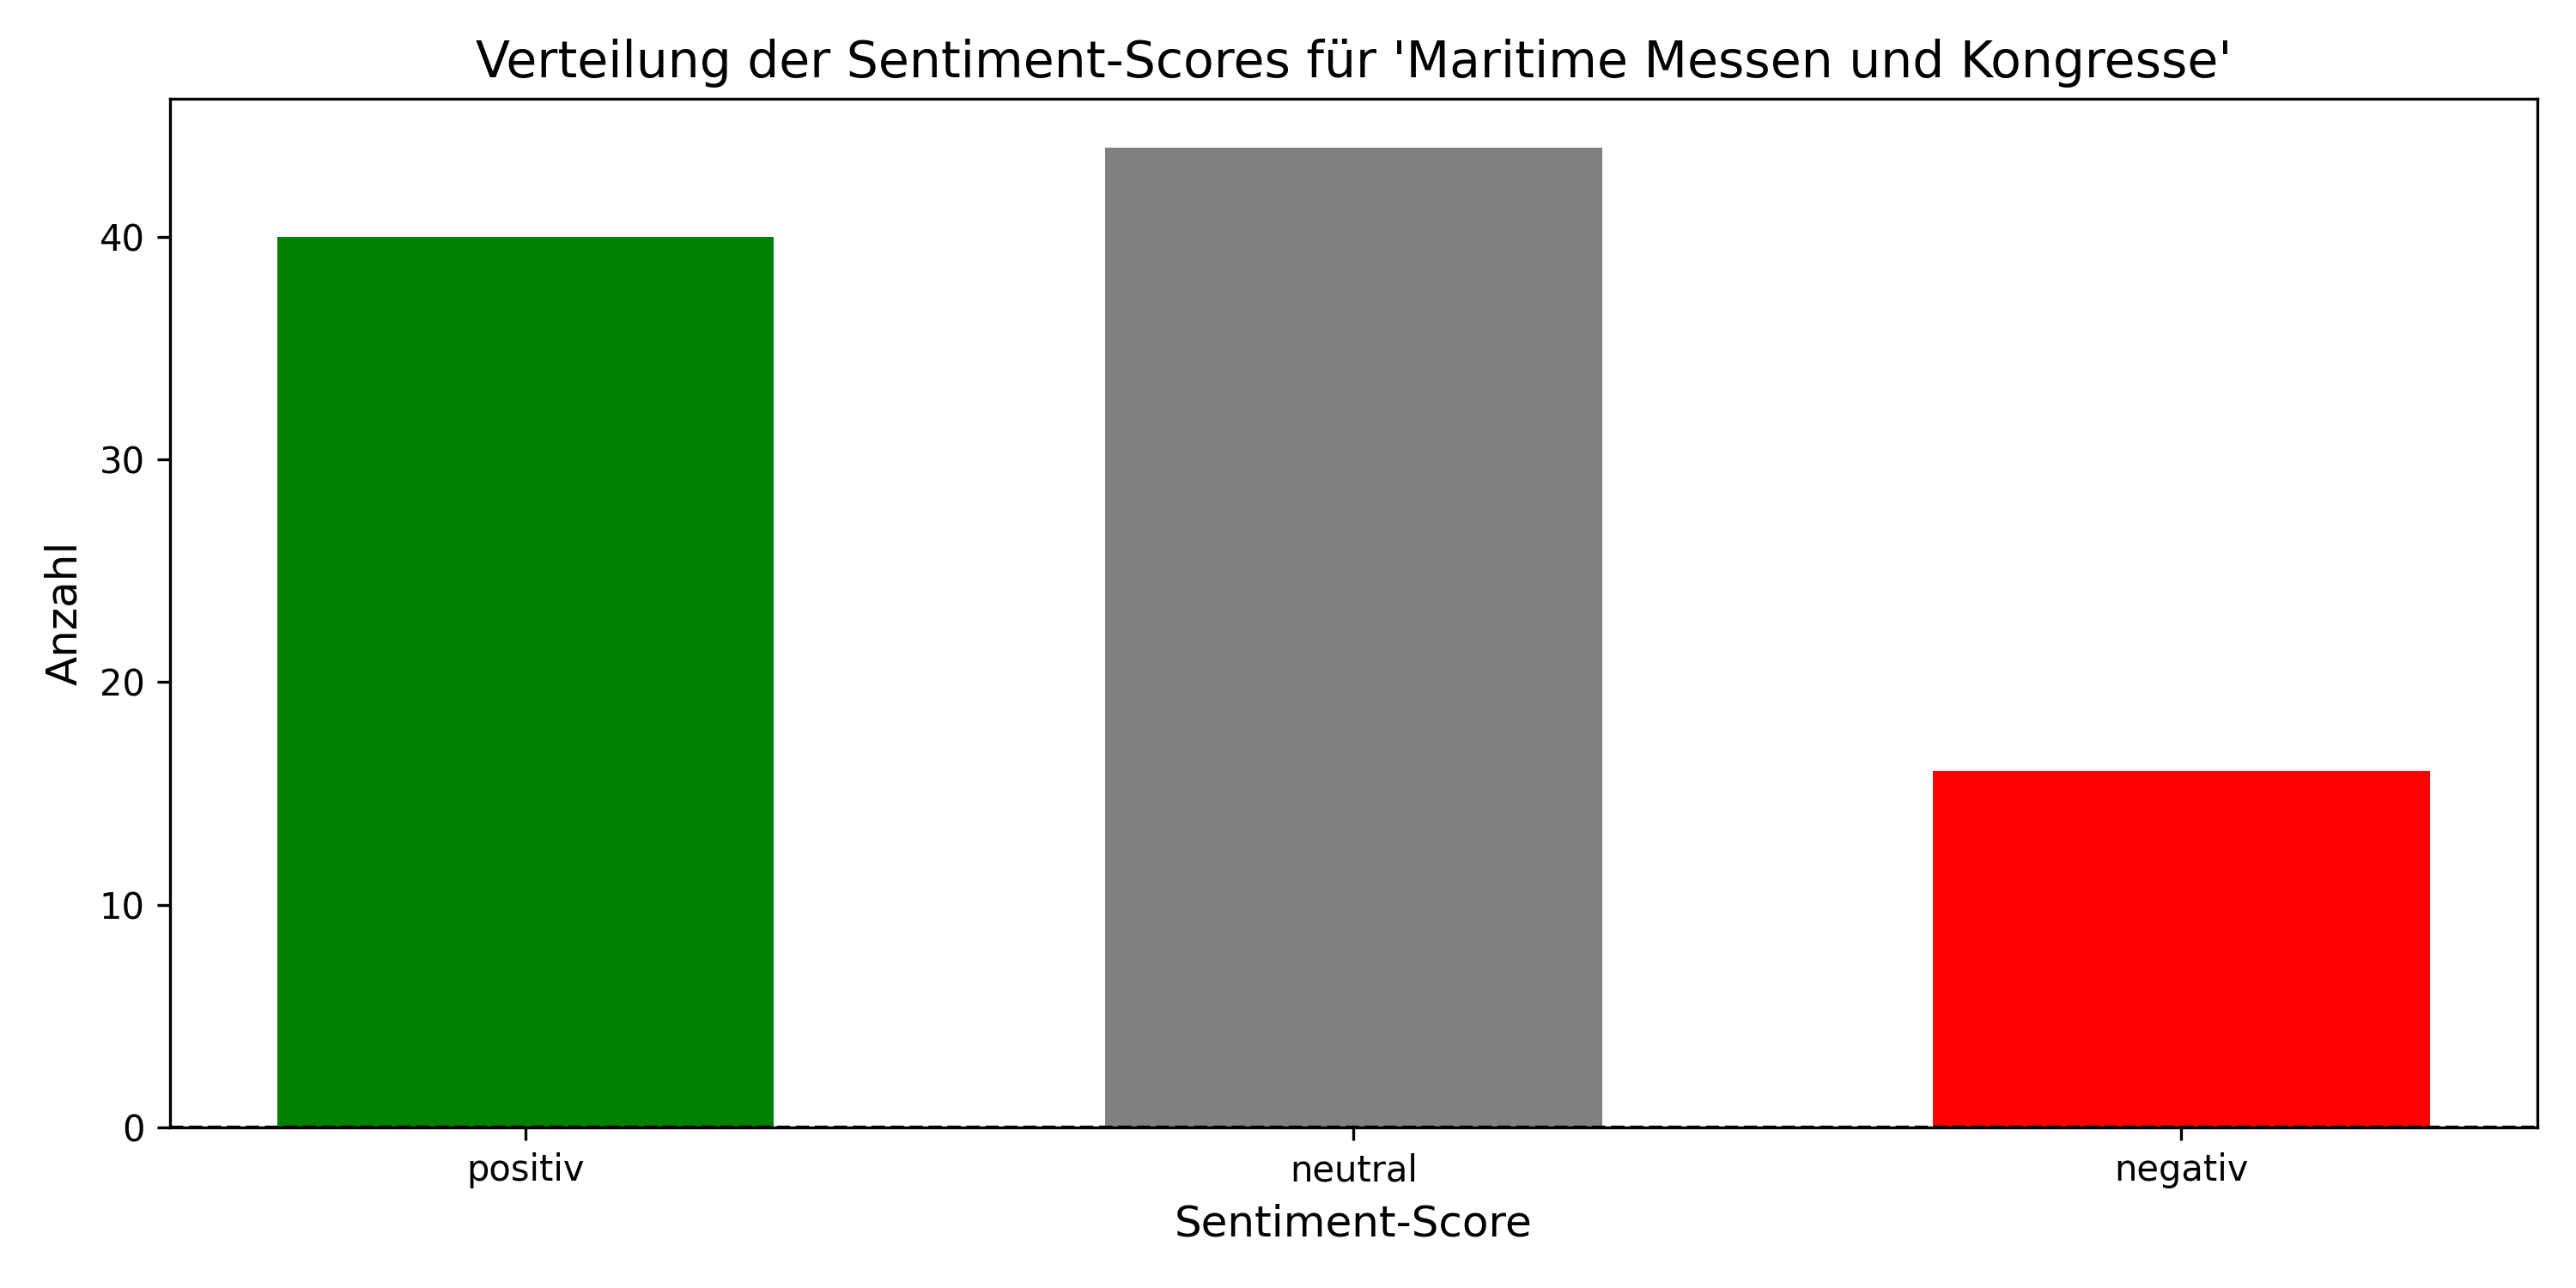 Verteilung der Sentiment-Scores für 'Maritime Messen und Kongresse'
40
30
20
10
0
Anzahl
positiv
neutral
negativ
Sentiment-Score